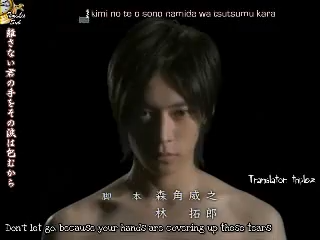 kimi no te o sono namida wa tsutsumu kara
離さない君の手をその涙は包むから
Translator: tnuloz
脚 本 森角威之
林 拓郎
Don't let go, because your hands are covering up those tears